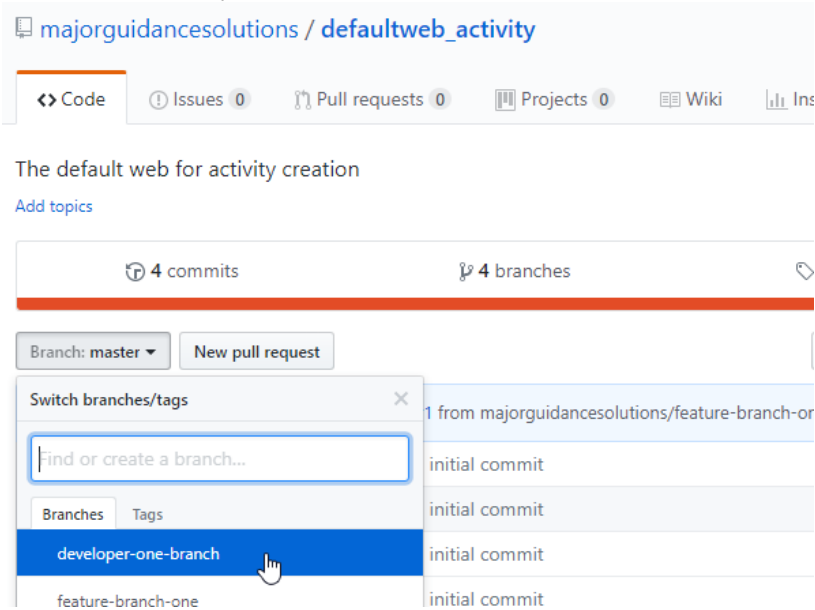 majorguidancesolutions / defaultweb_activity
Code Issues 0 Pull requests 0 Projects 0 Wiki Ins
The default web for activity creation
Add topics
4 commits 4 branches
Branch: master New pull request
Switch branches/tags
1 from majorguidancesolutions/feature-branch-or
Find or create a branch...
initial commit
Branches Tags
initial commit
developer-one-branch
initial commit
feature-branch-one
initial commit